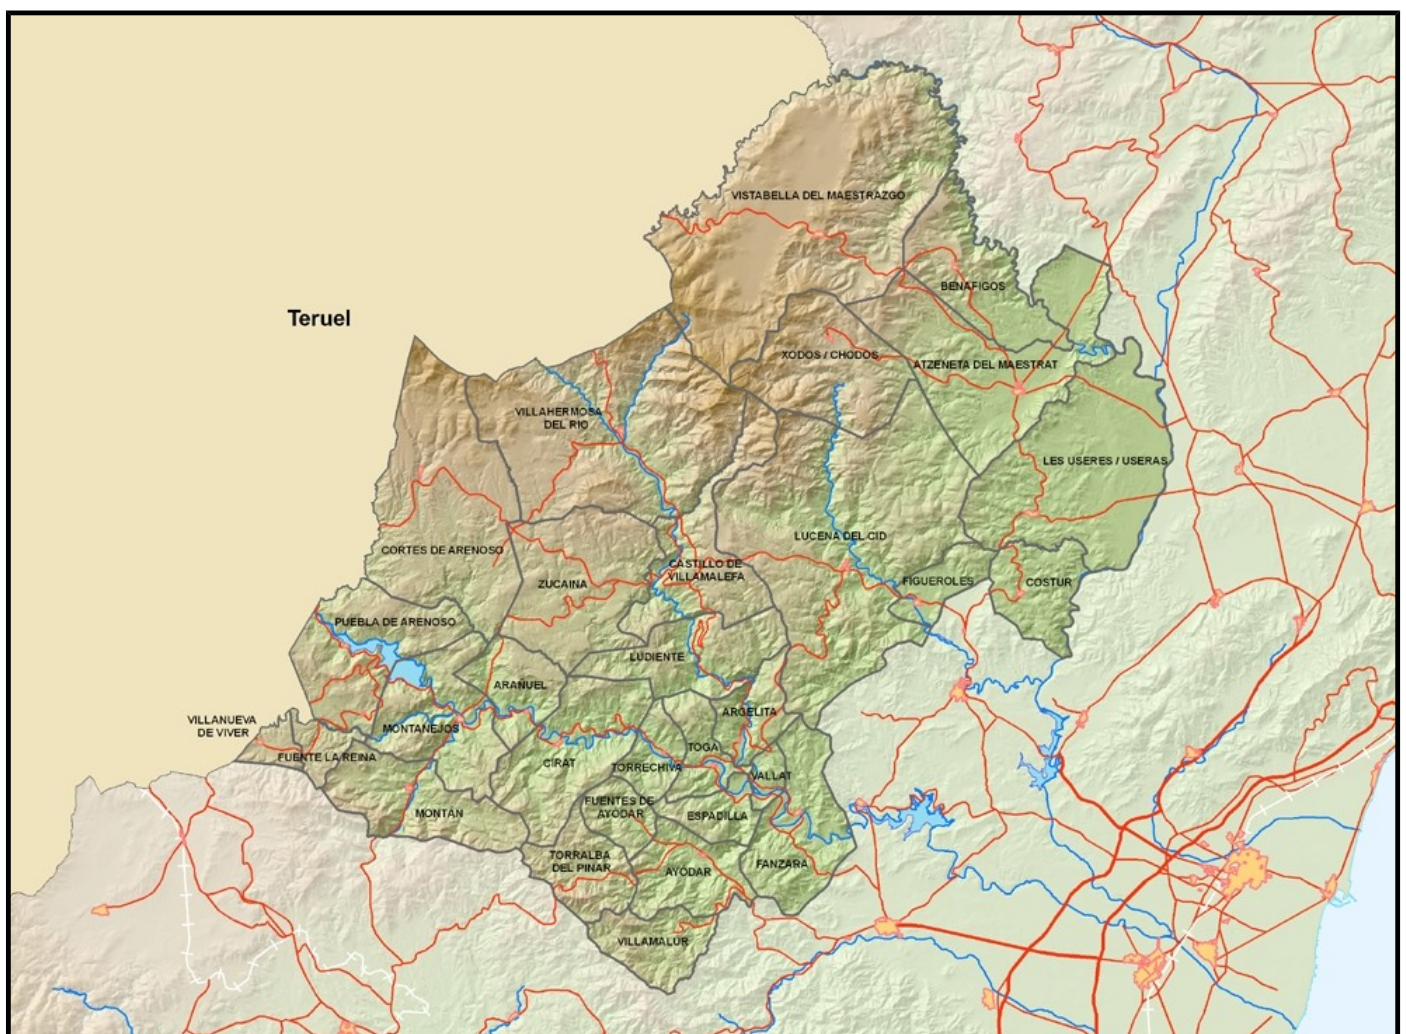 VISTABELLA DEL MAESTRAZGO
BENAFIGOS
Teruel
XODOS / CHODOS
ATZENETA DEL MAESTRAT
VILLAHERMOSA
DEL RIO
LES USERES / USERAS
LUCENA DEL CID
CORTES DE ARENOSO
CASTILLO DE
VILLAMALEFA
ZUCAINA
FIGUEROLES
COSTUR
PUEBLA DE ARENOSO
LUDIENTE
ARAÑUEL
ARGELITA
VILLANUEVA
DE VIVER
MONTANEJOS
TOGA
FUENTE LA REINA
CIRAT
TORRECHIVA
VALLAT
FUENTES DE
AYÓDAR
MONTÁN
ESPADILLA
TORRALBA
DEL PINAR
AYÓDAR
FANZARA
VILLAMALUR